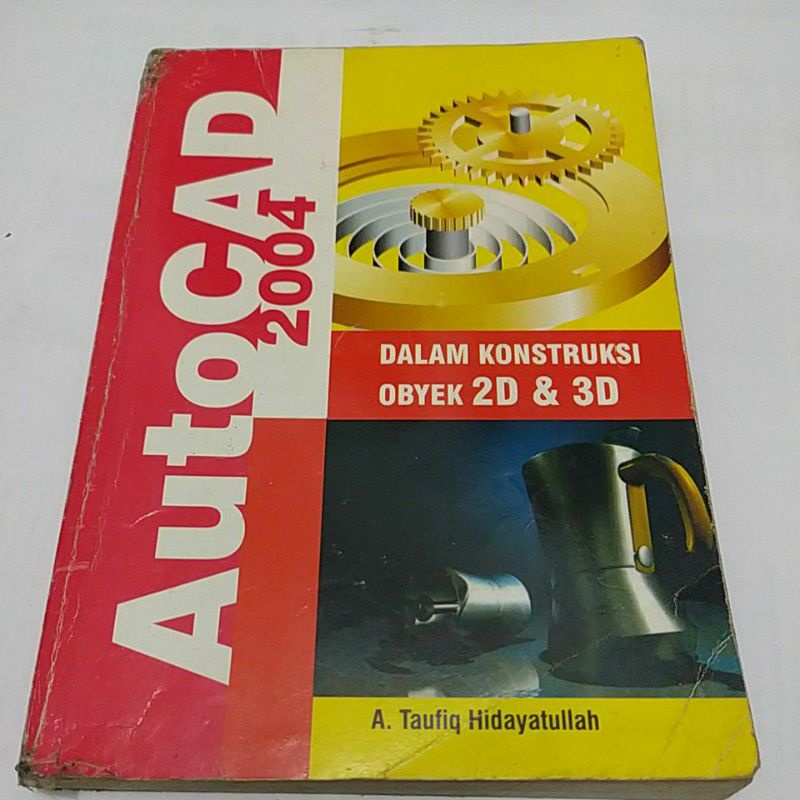 AutoCAD
2004
DALAM KONSTRUKSI
OBYEK 2D & 3D
A. Taufiq Hidayatullah